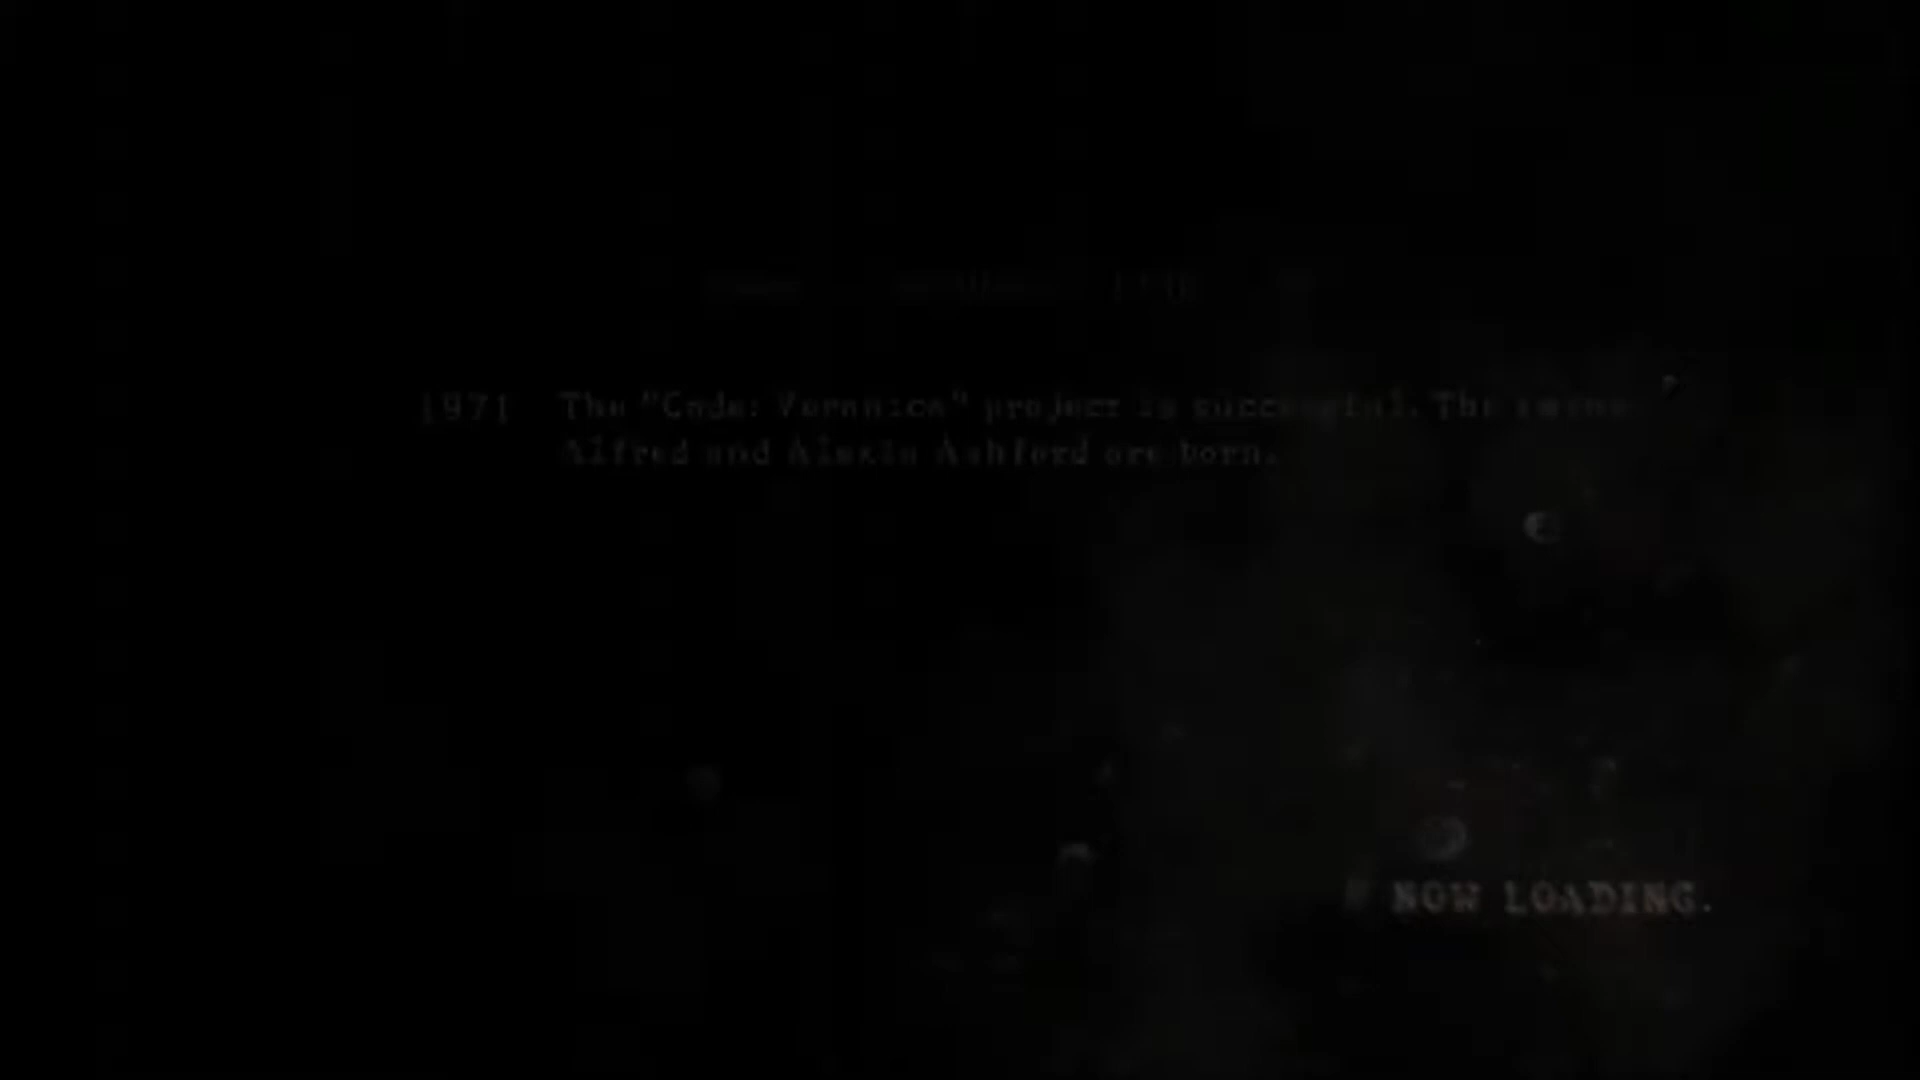 1971 The "Code: Veronica" project is successful. The twins
Alfred and Alexia Ashford are born.
NOW LOADING.